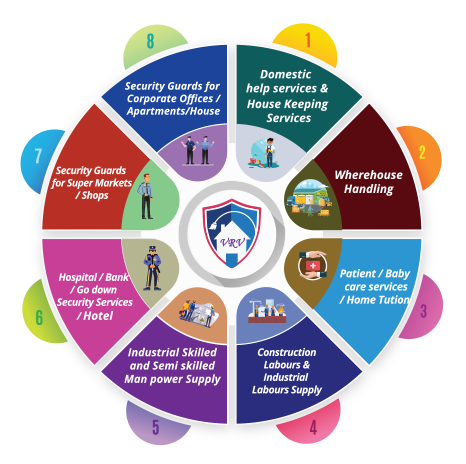 1
Domestic
help services &
House Keeping
Services
2
Wherehouse
Handling
3
Patient / Baby
care services
/ Home Tution
4
Construction
Labours &
Industrial
Labours Supply
5
Industrial Skilled
and Semi skilled
Man power Supply
6
Hospital / Bank
/ Go down
Security Services
/ Hotel
7
Security Guards
for Super Markets
/ Shops
8
Security Guards for
Corporate Offices /
Apartments/House
VRV